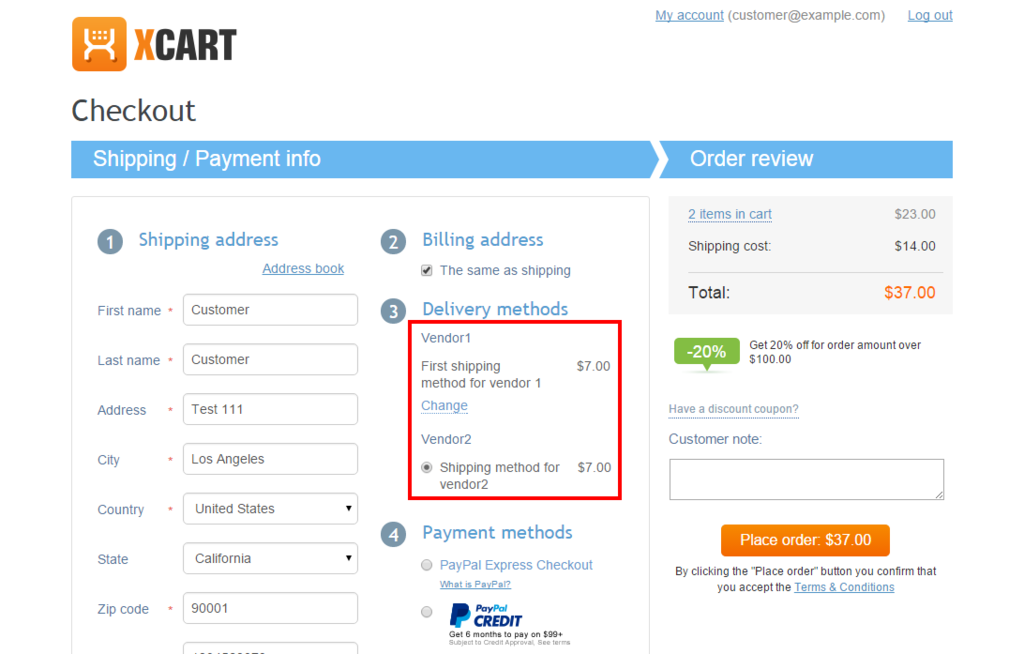 My account (customer@example.com) Log out
XCART
Checkout
Shipping / Payment info
Order review
1 Shipping address
Address book
First name * Customer
Last name * Customer
Address * Test 111
City * Los Angeles
Country * United States
State California
Zip code * 90001
2 Billing address
The same as shipping
3 Delivery methods
Vendor1
First shipping $7.00
method for vendor 1
Change
Vendor2
Shipping method for $7.00
vendor2
4 Payment methods
PayPal Express Checkout
What is PayPal?
PayPal
CREDIT
Get 6 months to pay on $99+
Subject to Credit Approval, See terms
2 items in cart $23.00
Shipping cost: $14.00
Total: $37.00
-20% Get 20% off for order amount over
$100.00
Have a discount coupon?
Customer note:
Place order: $37.00
By clicking the "Place order" button you confirm that
you accept the Terms & Conditions